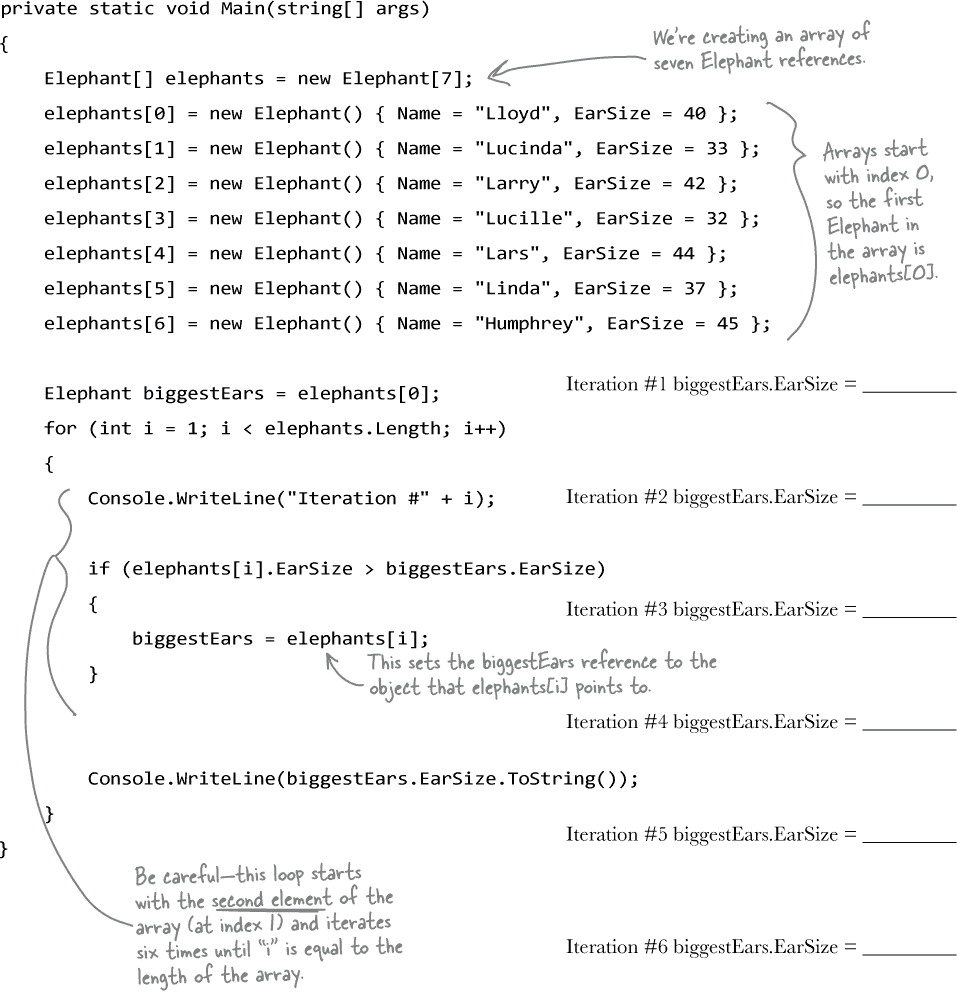 private static void Main(string[] args)
{
We're creating an array of
seven Elephant references.
Elephant[] elephants = new Elephant[7];
elephants[0] = new Elephant() { Name = "Lloyd", EarSize = 40 };
elephants[1] = new Elephant() { Name = "Lucinda", EarSize = 33 };
elephants[2] = new Elephant() { Name = "Larry", EarSize = 42 };
elephants[3] = new Elephant() { Name = "Lucille", EarSize = 32 };
elephants[4] = new Elephant() { Name = "Lars", EarSize = 44 };
elephants[5] = new Elephant() { Name = "Linda", EarSize = 37 };
elephants[6] = new Elephant() { Name = "Humphrey", EarSize = 45 };
Arrays start
with index 0,
so the first
Elephant in
the array is
elephants[0].
Elephant biggestEars = elephants[0];
Iteration #1 biggestEars.EarSize = __________
for (int i = 1; i < elephants.Length; i++)
{
Console.WriteLine("Iteration #" + i);
Iteration #2 biggestEars.EarSize = __________
if (elephants[i].EarSize > biggestEars.EarSize)
{
Iteration #3 biggestEars.EarSize = __________
biggestEars = elephants[i];
This sets the biggestEars reference to the
object that elephants[i] points to.
}
Iteration #4 biggestEars.EarSize = __________
Console.WriteLine(biggestEars.EarSize.ToString());
}
Iteration #5 biggestEars.EarSize = __________
}
Be careful—this loop starts
with the second element of the
array (at index 1) and iterates
six times until "i" is equal to the
length of the array.
Iteration #6 biggestEars.EarSize = __________